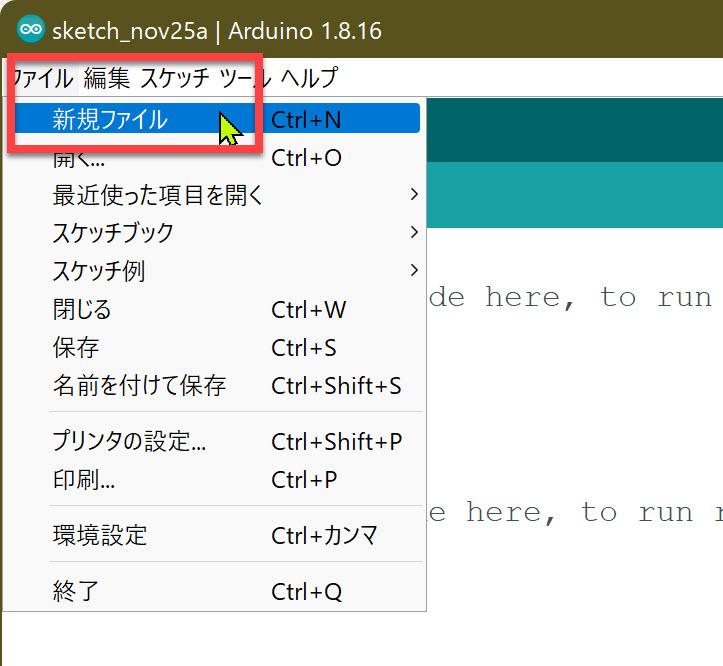 sketch_nov25a | Arduino 1.8.16
ファイル 編集 スケッチ ツール ヘルプ
新規ファイル Ctrl+N
開く... Ctrl+O
最近使った項目を開く
スケッチブック
スケッチ例
de here, to run
閉じる Ctrl+W
保存 Ctrl+S
名前を付けて保存 Ctrl+Shift+S
プリンタの設定... Ctrl+Shift+P
印刷... Ctrl+P
e here, to run r
環境設定 Ctrl+カンマ
終了 Ctrl+Q